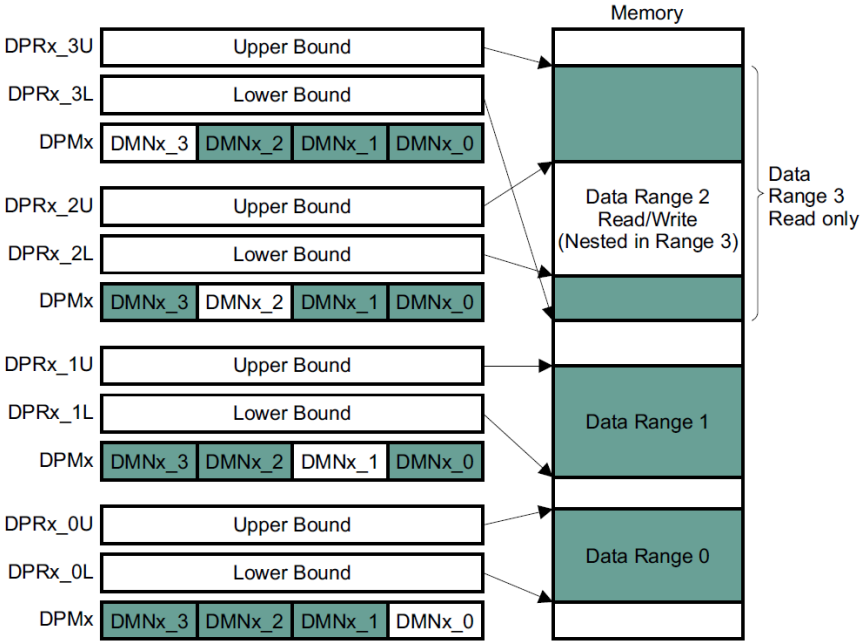 Memory
DPRx_3U Upper Bound
DPRx_3L Lower Bound
DPMx DMNx_3 DMNx_2 DMNx_1 DMNx_0
DPRx_2U Upper Bound
DPRx_2L Lower Bound
DPMx DMNx_3 DMNx_2 DMNx_1 DMNx_0
DPRx_1U Upper Bound
DPRx_1L Lower Bound
DPMx DMNx_3 DMNx_2 DMNx_1 DMNx_0
DPRx_0U Upper Bound
DPRx_0L Lower Bound
DPMx DMNx_3 DMNx_2 DMNx_1 DMNx_0
Data Range 2
Read/Write
(Nested in Range 3)
Data
Range 3
Read only
Data Range 1
Data Range 0